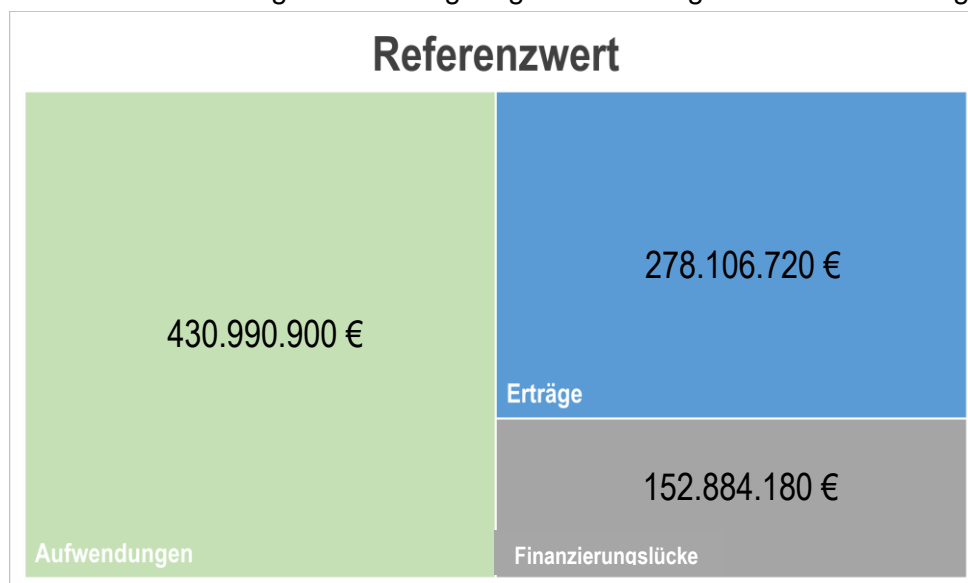 Referenzwert
430.990.900 €
Aufwendungen
278.106.720 €
Erträge
152.884.180 €
Finanzierungslücke